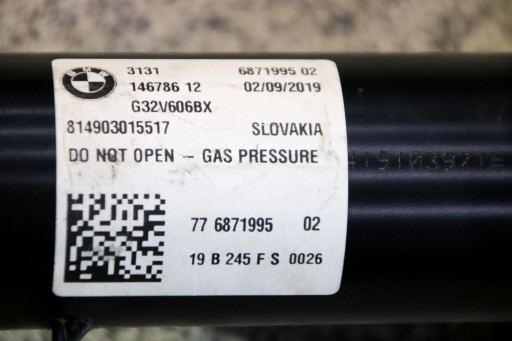 BMW
3131 6871995 02
146786 12 02/09/2019
G32V606BX
814903015517 SLOVAKIA
DO NOT OPEN - GAS PRESSURE
77 6871995 02
19 B 245 F S 0026